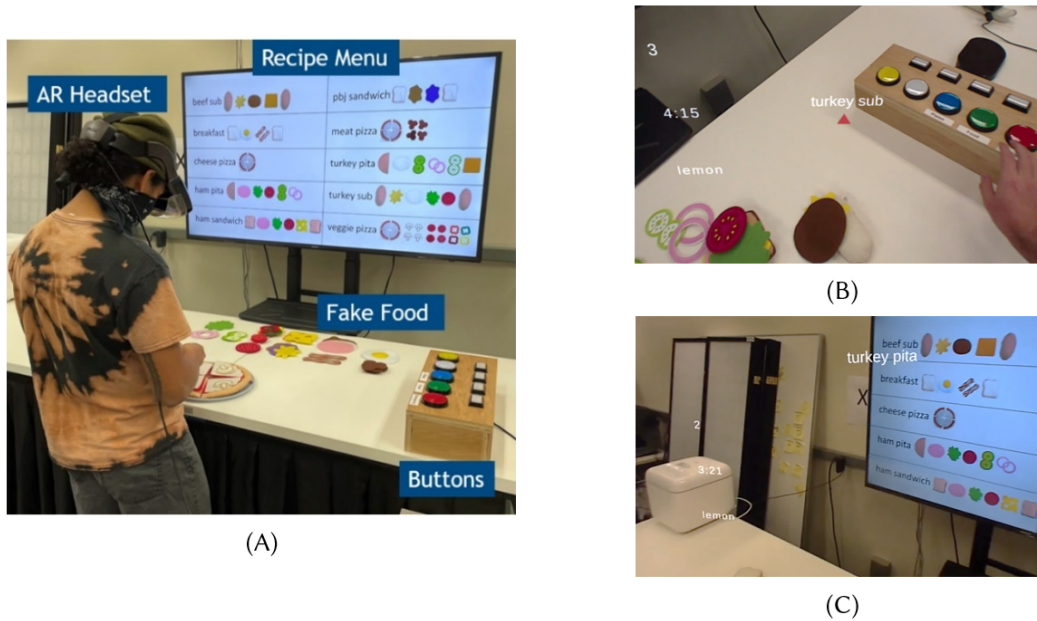 Recipe Menu
AR Headset
beef sub
pbj sandwich
breakfast
meat pizza
cheese pizza
turkey pita
ham pita
turkey sub
ham sandwich
veggie pizza
Fake Food
Buttons
(A)
3
4:15
turkey sub
lemon
(B)
beef sub
turkey pita
breakfast
X
cheese pizza
2
ham pita
3:21
ham sandwich
lemon
(C)